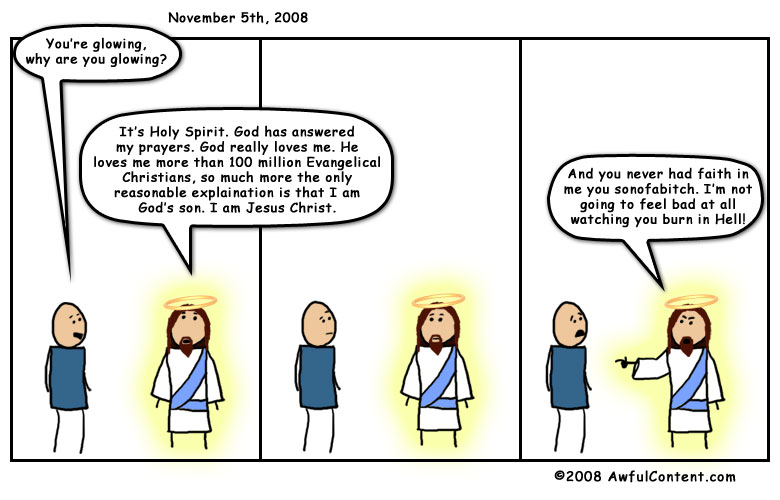 November 5th, 2008
You're glowing,
why are you glowing?
It's Holy Spirit. God has answered
my prayers. God really loves me. He
loves me more than 100 million Evangelical
Christians, so much more the only
reasonable explaination is that I am
God's son. I am Jesus Christ.
And you never had faith in
me you sonofabitch. I'm not
going to feel bad at all
watching you burn in Hell!
©2008 AwfulContent.com